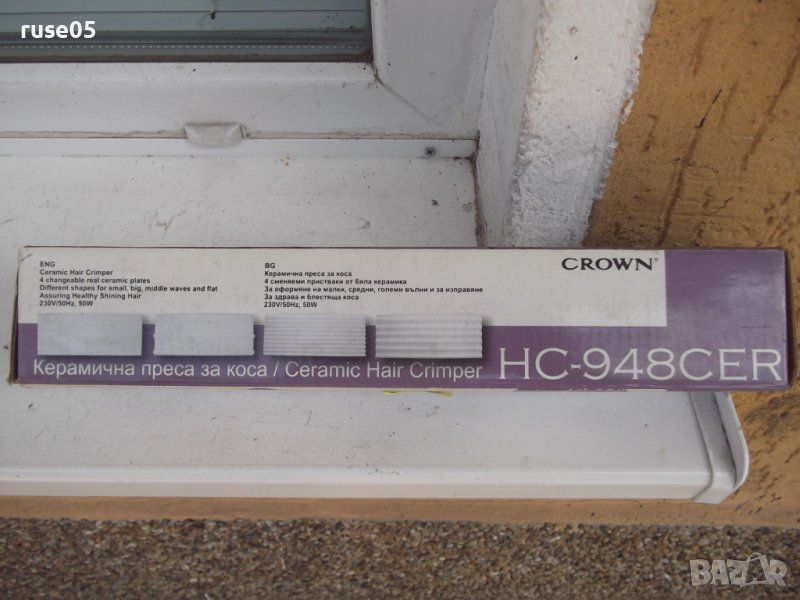 ruse05
ENG
Ceramic Hair Crimper
4 changeable real ceramic plates
Different shapes for small, big, middle waves and flat
Assuring Healthy Shining Hair
230V/50Hz, 50W
BG
Керамична преса за коса
4 сменяеми приставки от бяла керамика
За оформяне на малки, средни, големи вълни и за изправяне
За здрава и блестяща коса
230V/50Hz, 50W
CROWN®
Керамична преса за коса / Ceramic Hair Crimper
HC-948CER
BAZAR